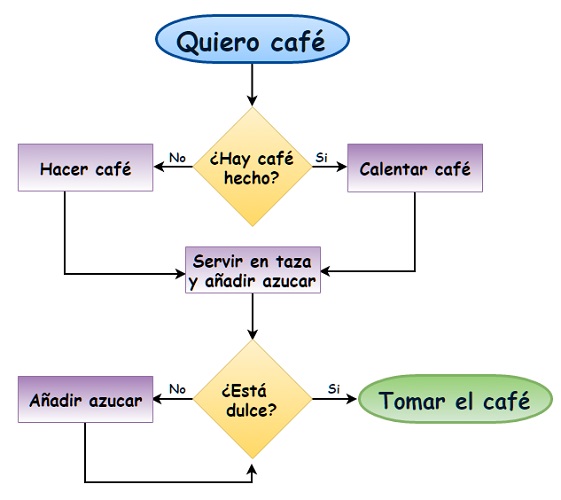 Quiero café
¿Hay café
hecho?
No
Si
Hacer café
Calentar café
Servir en taza
y añadir azucar
¿Está
dulce?
No
Si
Añadir azucar
Tomar el café